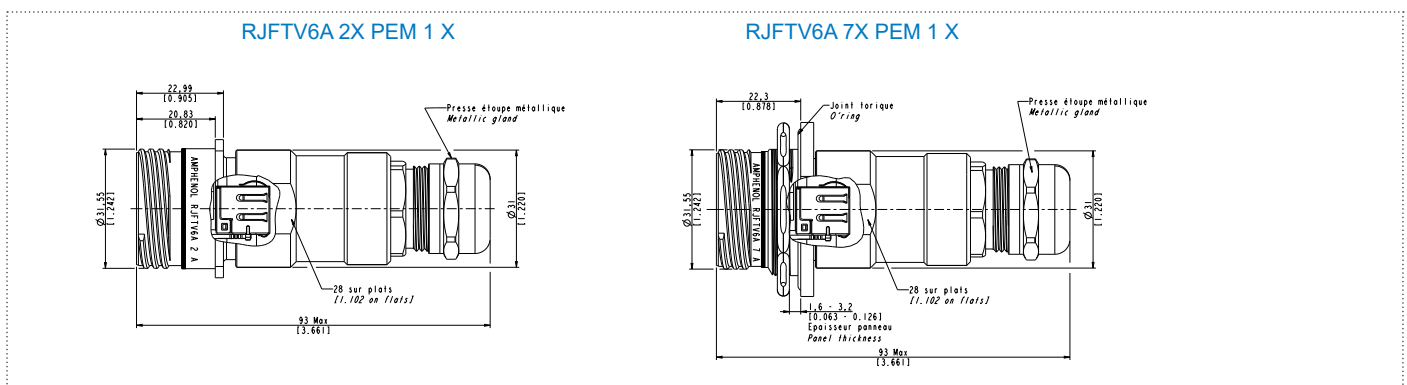 RJFTV6A 2X PEM 1 X
22,99
[0.905]
20,83
[0.820]
Presse étoupe métallique
Metallic gland
Ø31,55
[1.242]
AMPHENOL RJFTV6A 2 A
Ø31
[1.220]
28 sur plats
[1.102 on flats]
93 Max
[3.661]
RJFTV6A 7X PEM 1 X
22,3
[0.878]
Joint torique
O'ring
Presse étoupe métallique
Metallic gland
Ø31,55
[1.242]
AMPHENOL RJFTV6A 7 A
Ø31
[1.220]
28 sur plats
[1.102 on flats]
1,6 - 3,2
[0.063 - 0.126]
Epaisseur panneau
Panel thickness
93 Max
[3.661]